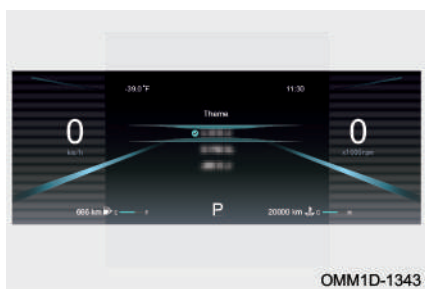 -39.0 °F 11:30
Theme
0 0
km/h x1000rpm
666 km C F P 20000 km C H
OMM1D-1343